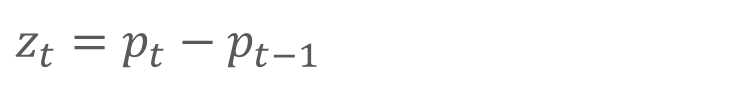 z_t = p_t − p_{t−1}